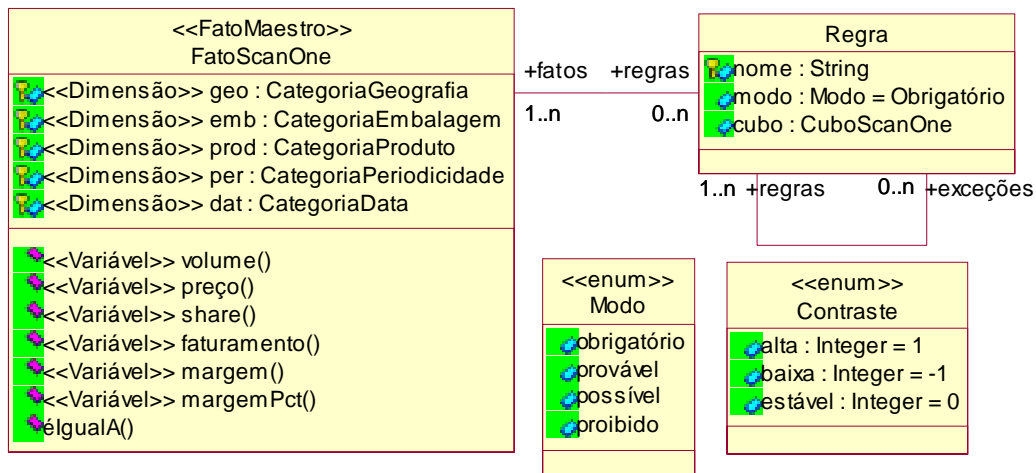 <<FatoMaestro>>
FatoScanOne
<<Dimensão>> geo : CategoriaGeografia
<<Dimensão>> emb : CategoriaEmbalagem
<<Dimensão>> prod : CategoriaProduto
<<Dimensão>> per : CategoriaPeriodicidade
<<Dimensão>> dat : CategoriaData
<<Variável>> volume()
<<Variável>> preço()
<<Variável>> share()
<<Variável>> faturamento()
<<Variável>> margem()
<<Variável>> margemPct()
éIgualA()
+fatos +regras
1..n 0..n
Regra
nome : String
modo : Modo = Obrigatório
cubo : CuboScanOne
1..n +regras 0..n +exceções
<<enum>>
Modo
obrigatório
provável
possível
proibido
<<enum>>
Contraste
alta : Integer = 1
baixa : Integer = -1
estável : Integer = 0